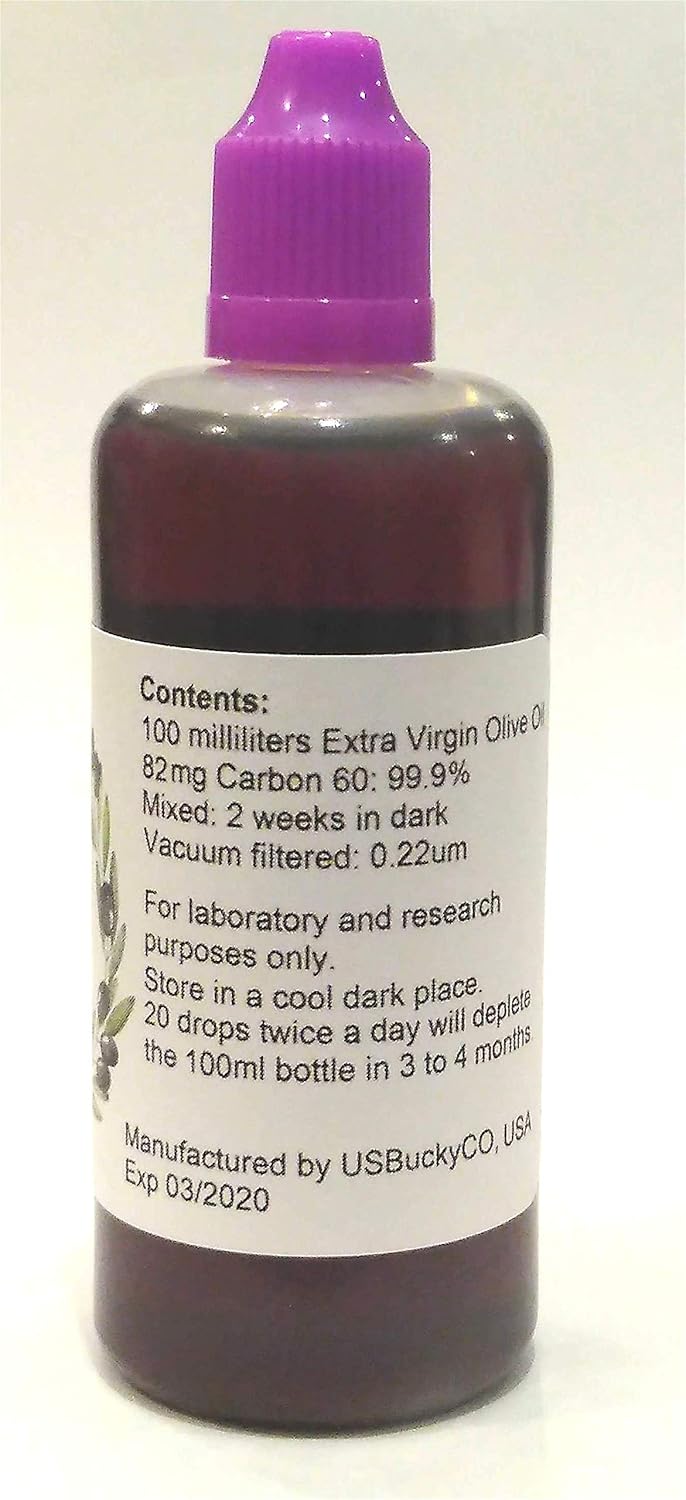 Contents:
100 milliliters Extra Virgin Olive Oil
82mg Carbon 60: 99.9%
Mixed: 2 weeks in dark
Vacuum filtered: 0.22um
For laboratory and research
purposes only.
Store in a cool dark place.
20 drops twice a day will deplete
the 100ml bottle in 3 to 4 months
Manufactured by USBuckyCO, USA
Exp 03/2020